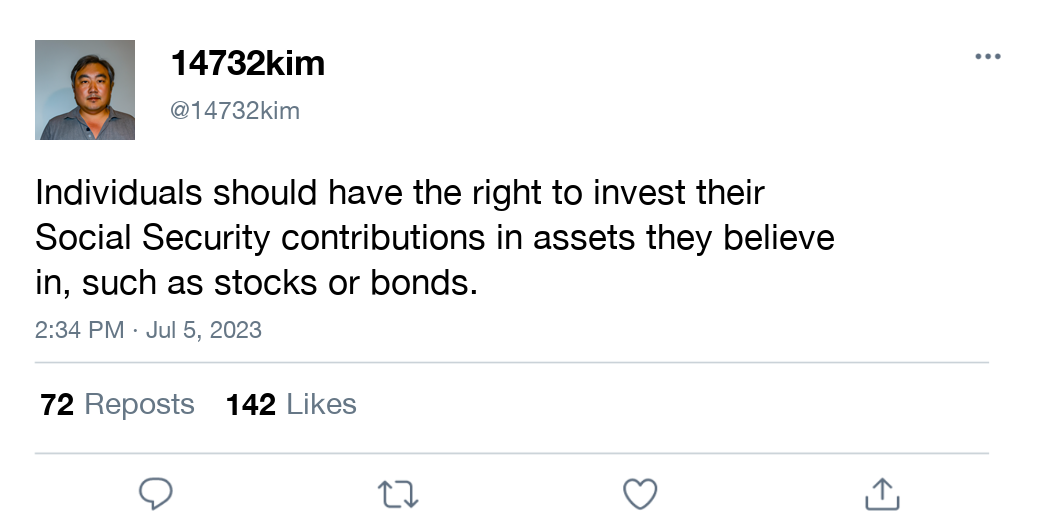 14732kim
@14732kim
Individuals should have the right to invest their
Social Security contributions in assets they believe
in, such as stocks or bonds.
2:34 PM · Jul 5, 2023
72 Reposts 142 Likes